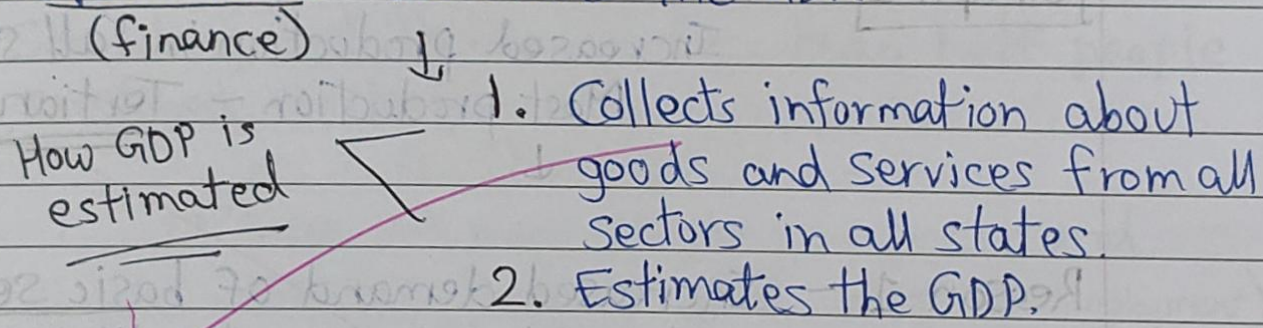 (finance)
1. Collects information about
How GDP is
estimated
goods and services from all
sectors in all states.
2. Estimates the GDP.